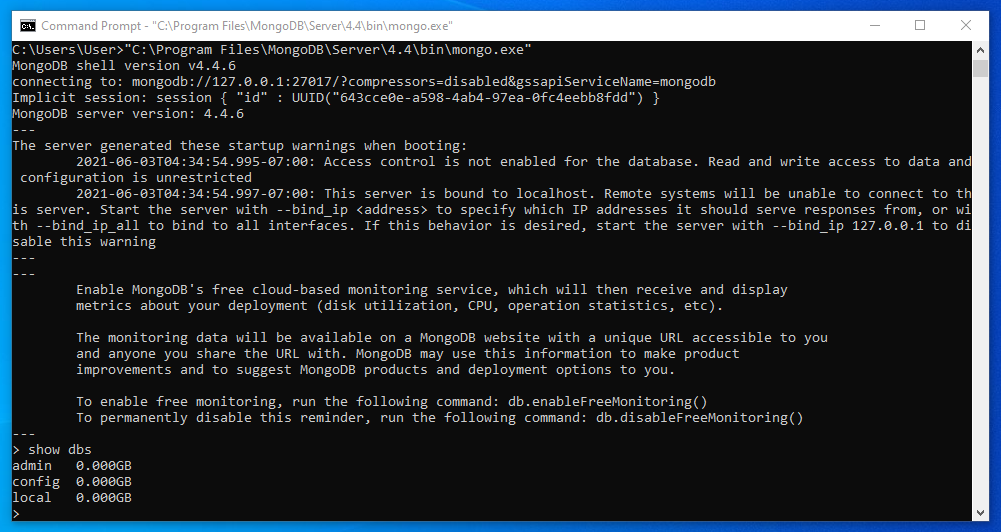 Command Prompt - "C:\Program Files\MongoDB\Server\4.4\bin\mongo.exe"
C:\Users\User>"C:\Program Files\MongoDB\Server\4.4\bin\mongo.exe"
MongoDB shell version v4.4.6
connecting to: mongodb://127.0.0.1:27017/?compressors=disabled&gssapiServiceName=mongodb
Implicit session: session { "id" : UUID("643cce0e-a598-4ab4-97ea-0fc4eebb8fdd") }
MongoDB server version: 4.4.6
---
The server generated these startup warnings when booting:
        2021-06-03T04:34:54.995-07:00: Access control is not enabled for the database. Read and write access to data and
 configuration is unrestricted
        2021-06-03T04:34:54.997-07:00: This server is bound to localhost. Remote systems will be unable to connect to th
is server. Start the server with --bind_ip <address> to specify which IP addresses it should serve responses from, or wi
th --bind_ip_all to bind to all interfaces. If this behavior is desired, start the server with --bind_ip 127.0.0.1 to di
sable this warning
---
---
        Enable MongoDB's free cloud-based monitoring service, which will then receive and display
        metrics about your deployment (disk utilization, CPU, operation statistics, etc).

        The monitoring data will be available on a MongoDB website with a unique URL accessible to you
        and anyone you share the URL with. MongoDB may use this information to make product
        improvements and to suggest MongoDB products and deployment options to you.

        To enable free monitoring, run the following command: db.enableFreeMonitoring()
        To permanently disable this reminder, run the following command: db.disableFreeMonitoring()
---
> show dbs
admin   0.000GB
config  0.000GB
local   0.000GB
>